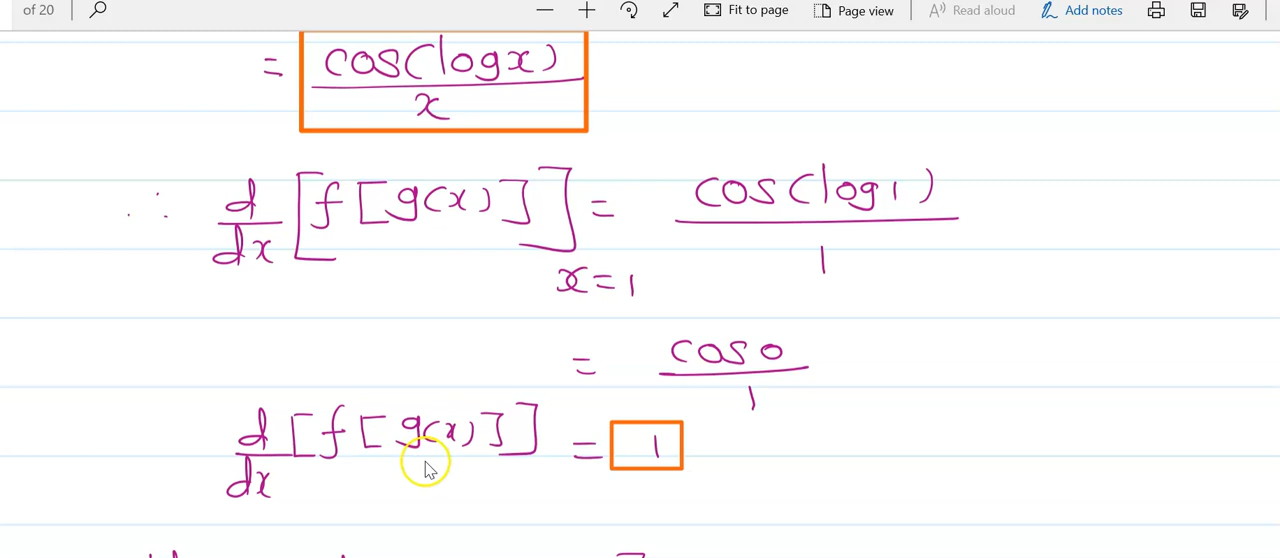 of 20 Fit to page Page view Read aloud Add notes
= cos(log x) / x
∴ d/dx [f[g(x)]] x=1 = cos(log 1) / 1
= cos 0 / 1
d/dx [f[g(x)]] = 1